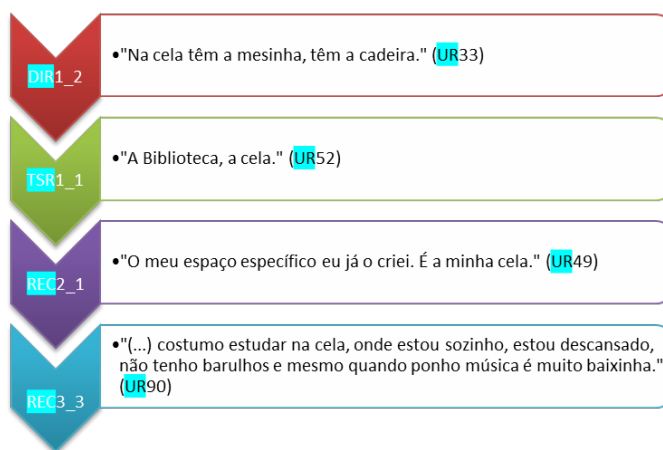 DIR1_2
•"Na cela têm a mesinha, têm a cadeira." (UR33)
TSR1_1
•"A Biblioteca, a cela." (UR52)
REC2_1
•"O meu espaço específico eu já o criei. É a minha cela." (UR49)
REC3_3
•"(...) costumo estudar na cela, onde estou sozinho, estou descansado,
não tenho barulhos e mesmo quando ponho música é muito baixinha."
(UR90)